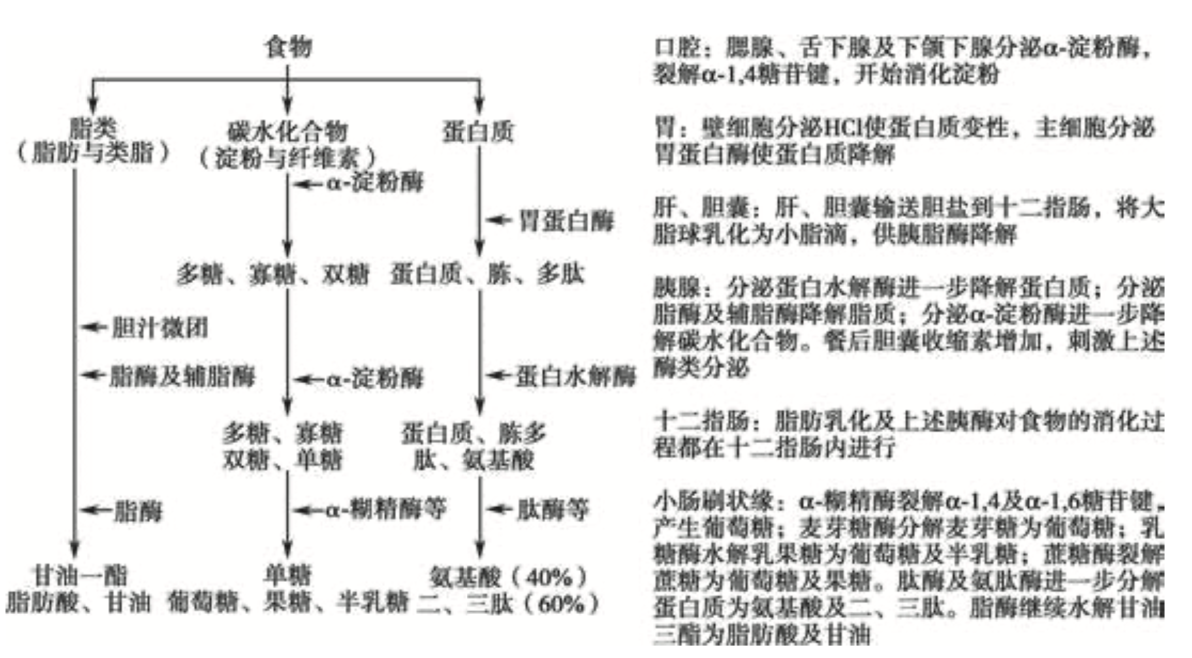 食物
脂类
（脂肪与类脂）
碳水化合物
（淀粉与纤维素）
蛋白质
α-淀粉酶
胃蛋白酶
多糖、寡糖、双糖
蛋白质、胨、多肽
胆汁微团
脂酶及辅脂酶
α-淀粉酶
蛋白水解酶
多糖、寡糖
双糖、单糖
蛋白质、胨多
肽、氨基酸
脂酶
α-糊精酶等
肽酶等
甘油一酯
脂肪酸、甘油
单糖
葡萄糖、果糖、半乳糖
氨基酸（40%）
二、三肽（60%）
口腔：腮腺、舌下腺及下颌下腺分泌α-淀粉酶，
裂解α-1,4糖苷键，开始消化淀粉
胃：壁细胞分泌HCl使蛋白质变性，主细胞分泌
胃蛋白酶使蛋白质降解
肝、胆囊：肝、胆囊输送胆盐到十二指肠，将大
脂球乳化为小脂滴，供胰脂酶降解
胰腺：分泌蛋白水解酶进一步降解蛋白质；分泌
脂酶及辅脂酶降解脂质；分泌α-淀粉酶进一步降
解碳水化合物。餐后胆囊收缩素增加，刺激上述
酶类分泌
十二指肠：脂肪乳化及上述胰酶对食物的消化过
程都在十二指肠内进行
小肠刷状缘：α-糊精酶裂解α-1,4及α-1,6糖苷键，
产生葡萄糖；麦芽糖酶分解麦芽糖为葡萄糖；乳
糖酶水解乳果糖为葡萄糖及半乳糖；蔗糖酶裂解
蔗糖为葡萄糖及果糖。肽酶及氨肽酶进一步分解
蛋白质为氨基酸及二、三肽。脂酶继续水解甘油
三酯为脂肪酸及甘油